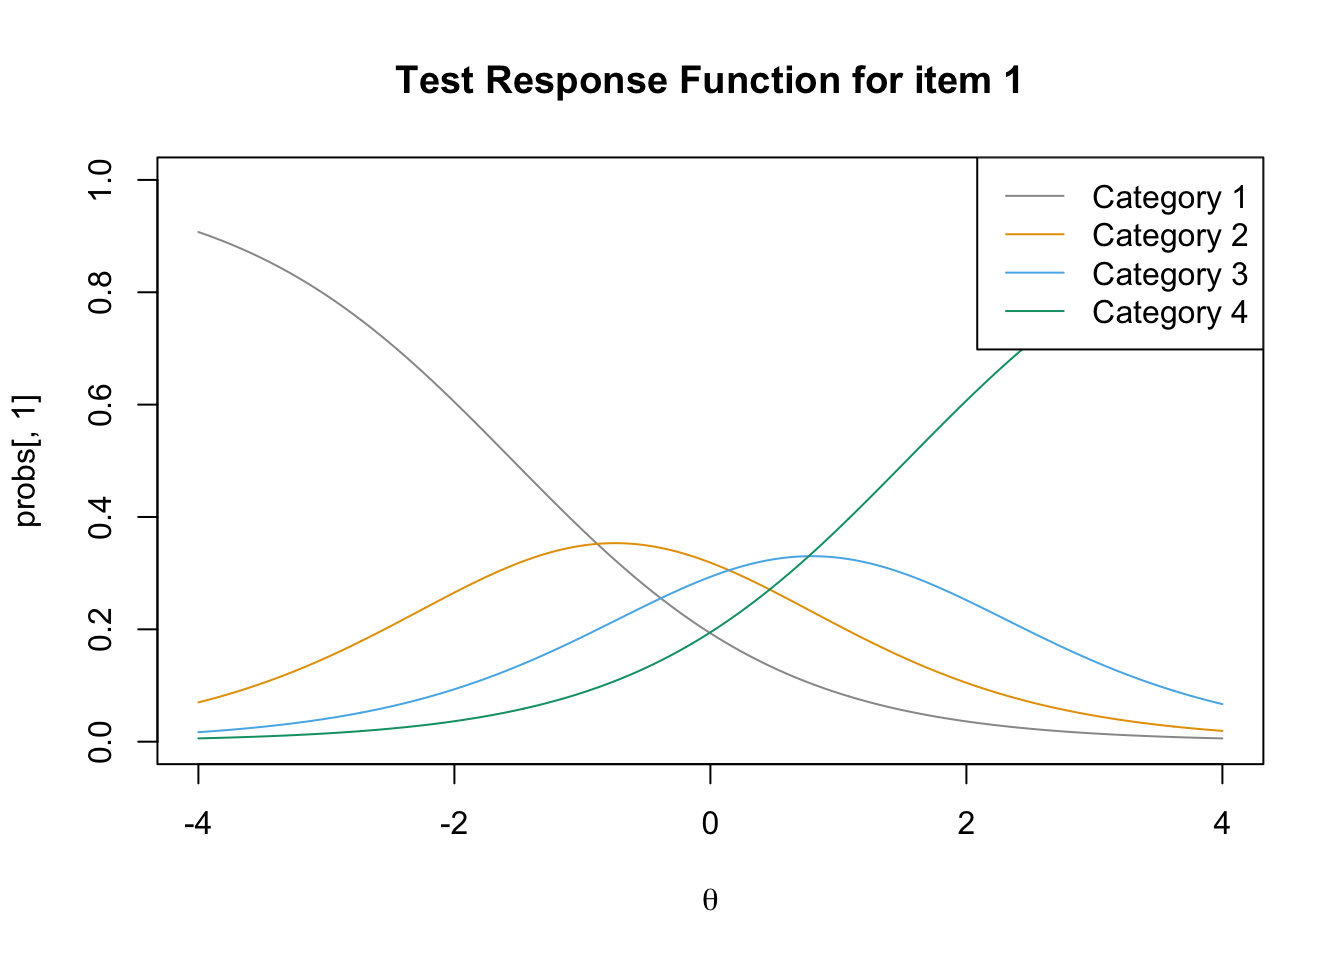 Test Response Function for item 1
1.0
0.8
0.6
0.4
0.2
0.0
probs[, 1]
Category 1
Category 2
Category 3
Category 4
-4
-2
0
2
4
θ